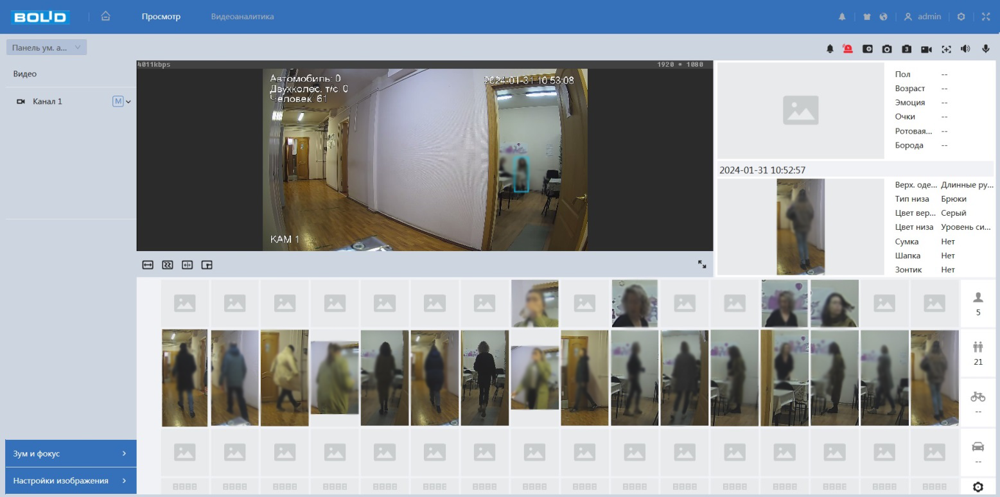 BOLID
Просмотр
Видеоаналитика
admin
Панель ум. а...
Видео
Канал 1
M
4011kbps
1920 * 1080
Автомобиль: 0
Двухколёс. т/с: 0
Человек: 61
2024-01-31 10:53:08
КАМ 1
Пол --
Возраст --
Эмоция --
Очки --
Ротовая... --
Борода --
2024-01-31 10:52:57
Верх. оде... Длинные ру...
Тип низа Брюки
Цвет вер... Серый
Цвет низа Уровень си...
Сумка Нет
Шапка Нет
Зонтик Нет
5
21
--
--
Зум и фокус
Настройки изображения